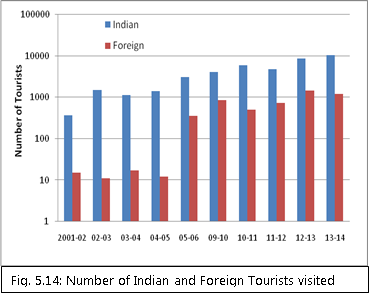 100000
10000
1000
100
10
1
Number of Tourists
Indian
Foreign
2001-02 02-03 03-04 04-05 05-06 09-10 10-11 11-12 12-13 13-14
Fig. 5.14: Number of Indian and Foreign Tourists visited